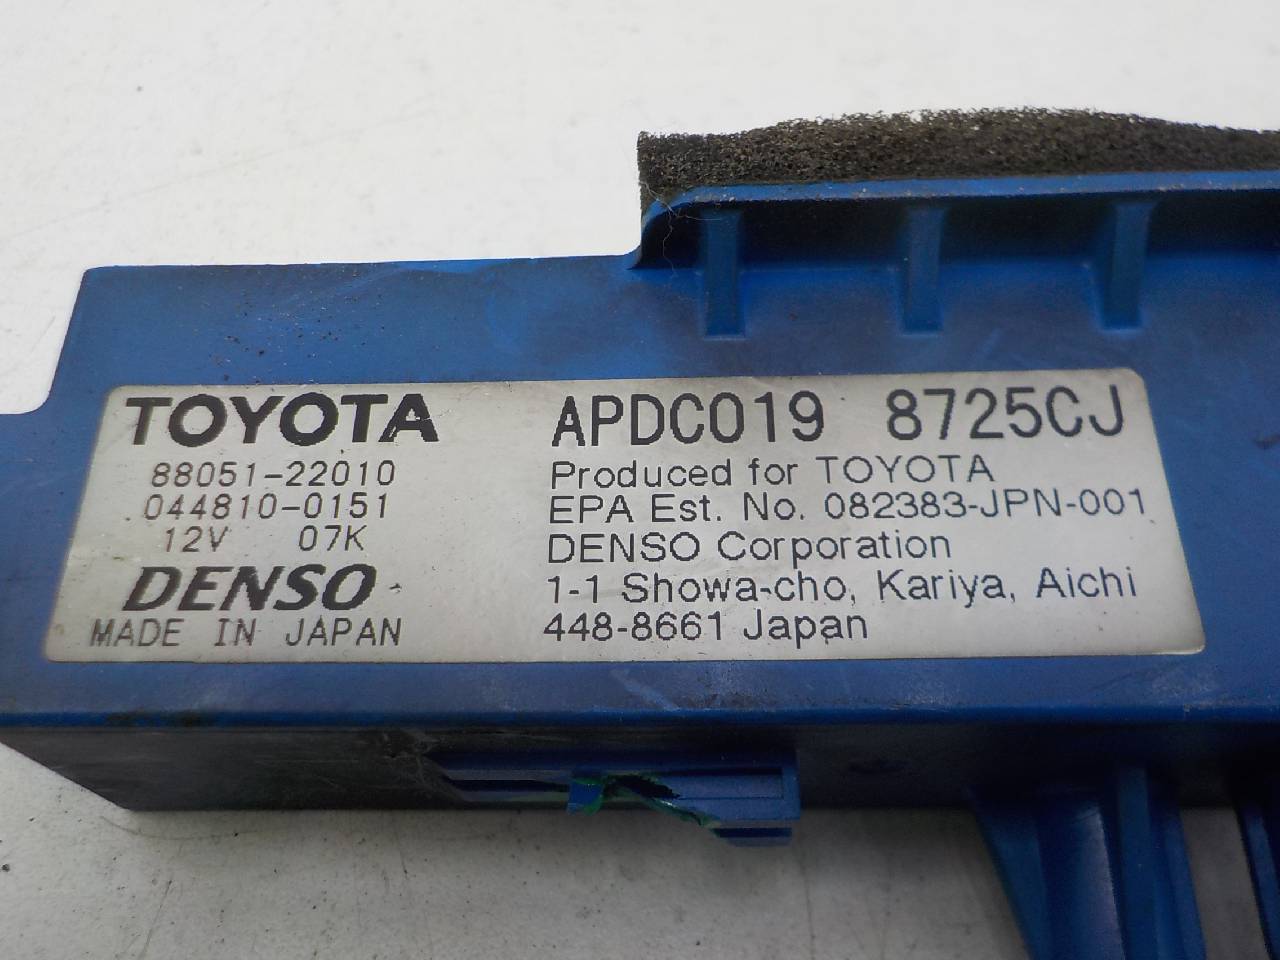 TOYOTA
88051-22010
044810-0151
12V 07K
DENSO
MADE IN JAPAN
APDC019 8725CJ
Produced for TOYOTA
EPA Est. No. 082383-JPN-001
DENSO Corporation
1-1 Showa-cho, Kariya, Aichi
448-8661 Japan